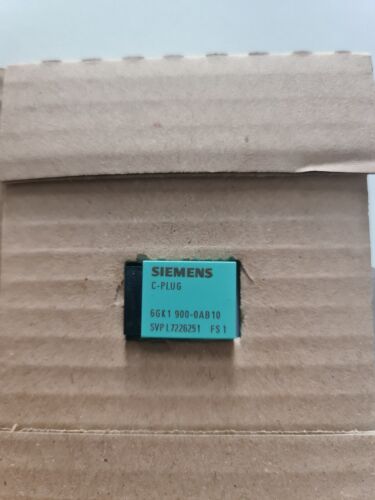 SIEMENS
C-PLUG
6GK1 900-0AB10
SVP L7226251 FS 1